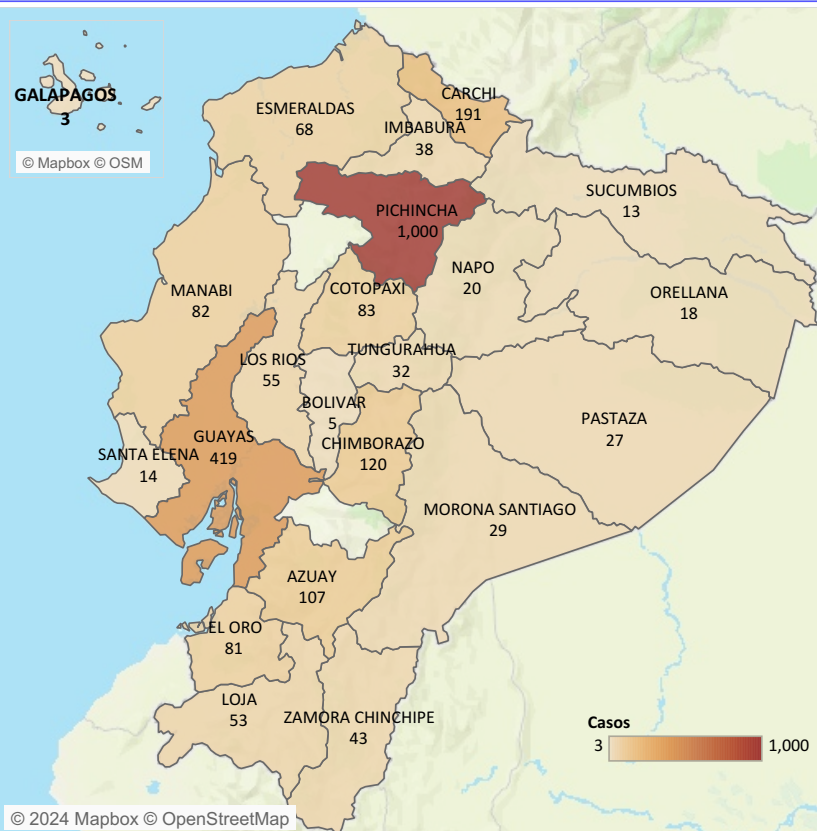 GALAPAGOS
3
© Mapbox © OSM
ESMERALDAS
68
CARCHI
191
IMBABURA
38
SUCUMBIOS
13
PICHINCHA
1,000
NAPO
20
MANABI
82
COTOPAXI
83
ORELLANA
18
TUNGURAHUA
32
LOS RIOS
55
BOLIVAR
5
PASTAZA
27
GUAYAS
419
CHIMBORAZO
120
SANTA ELENA
14
MORONA SANTIAGO
29
AZUAY
107
EL ORO
81
LOJA
53
ZAMORA CHINCHIPE
43
Casos
3 1,000
© 2024 Mapbox © OpenStreetMap